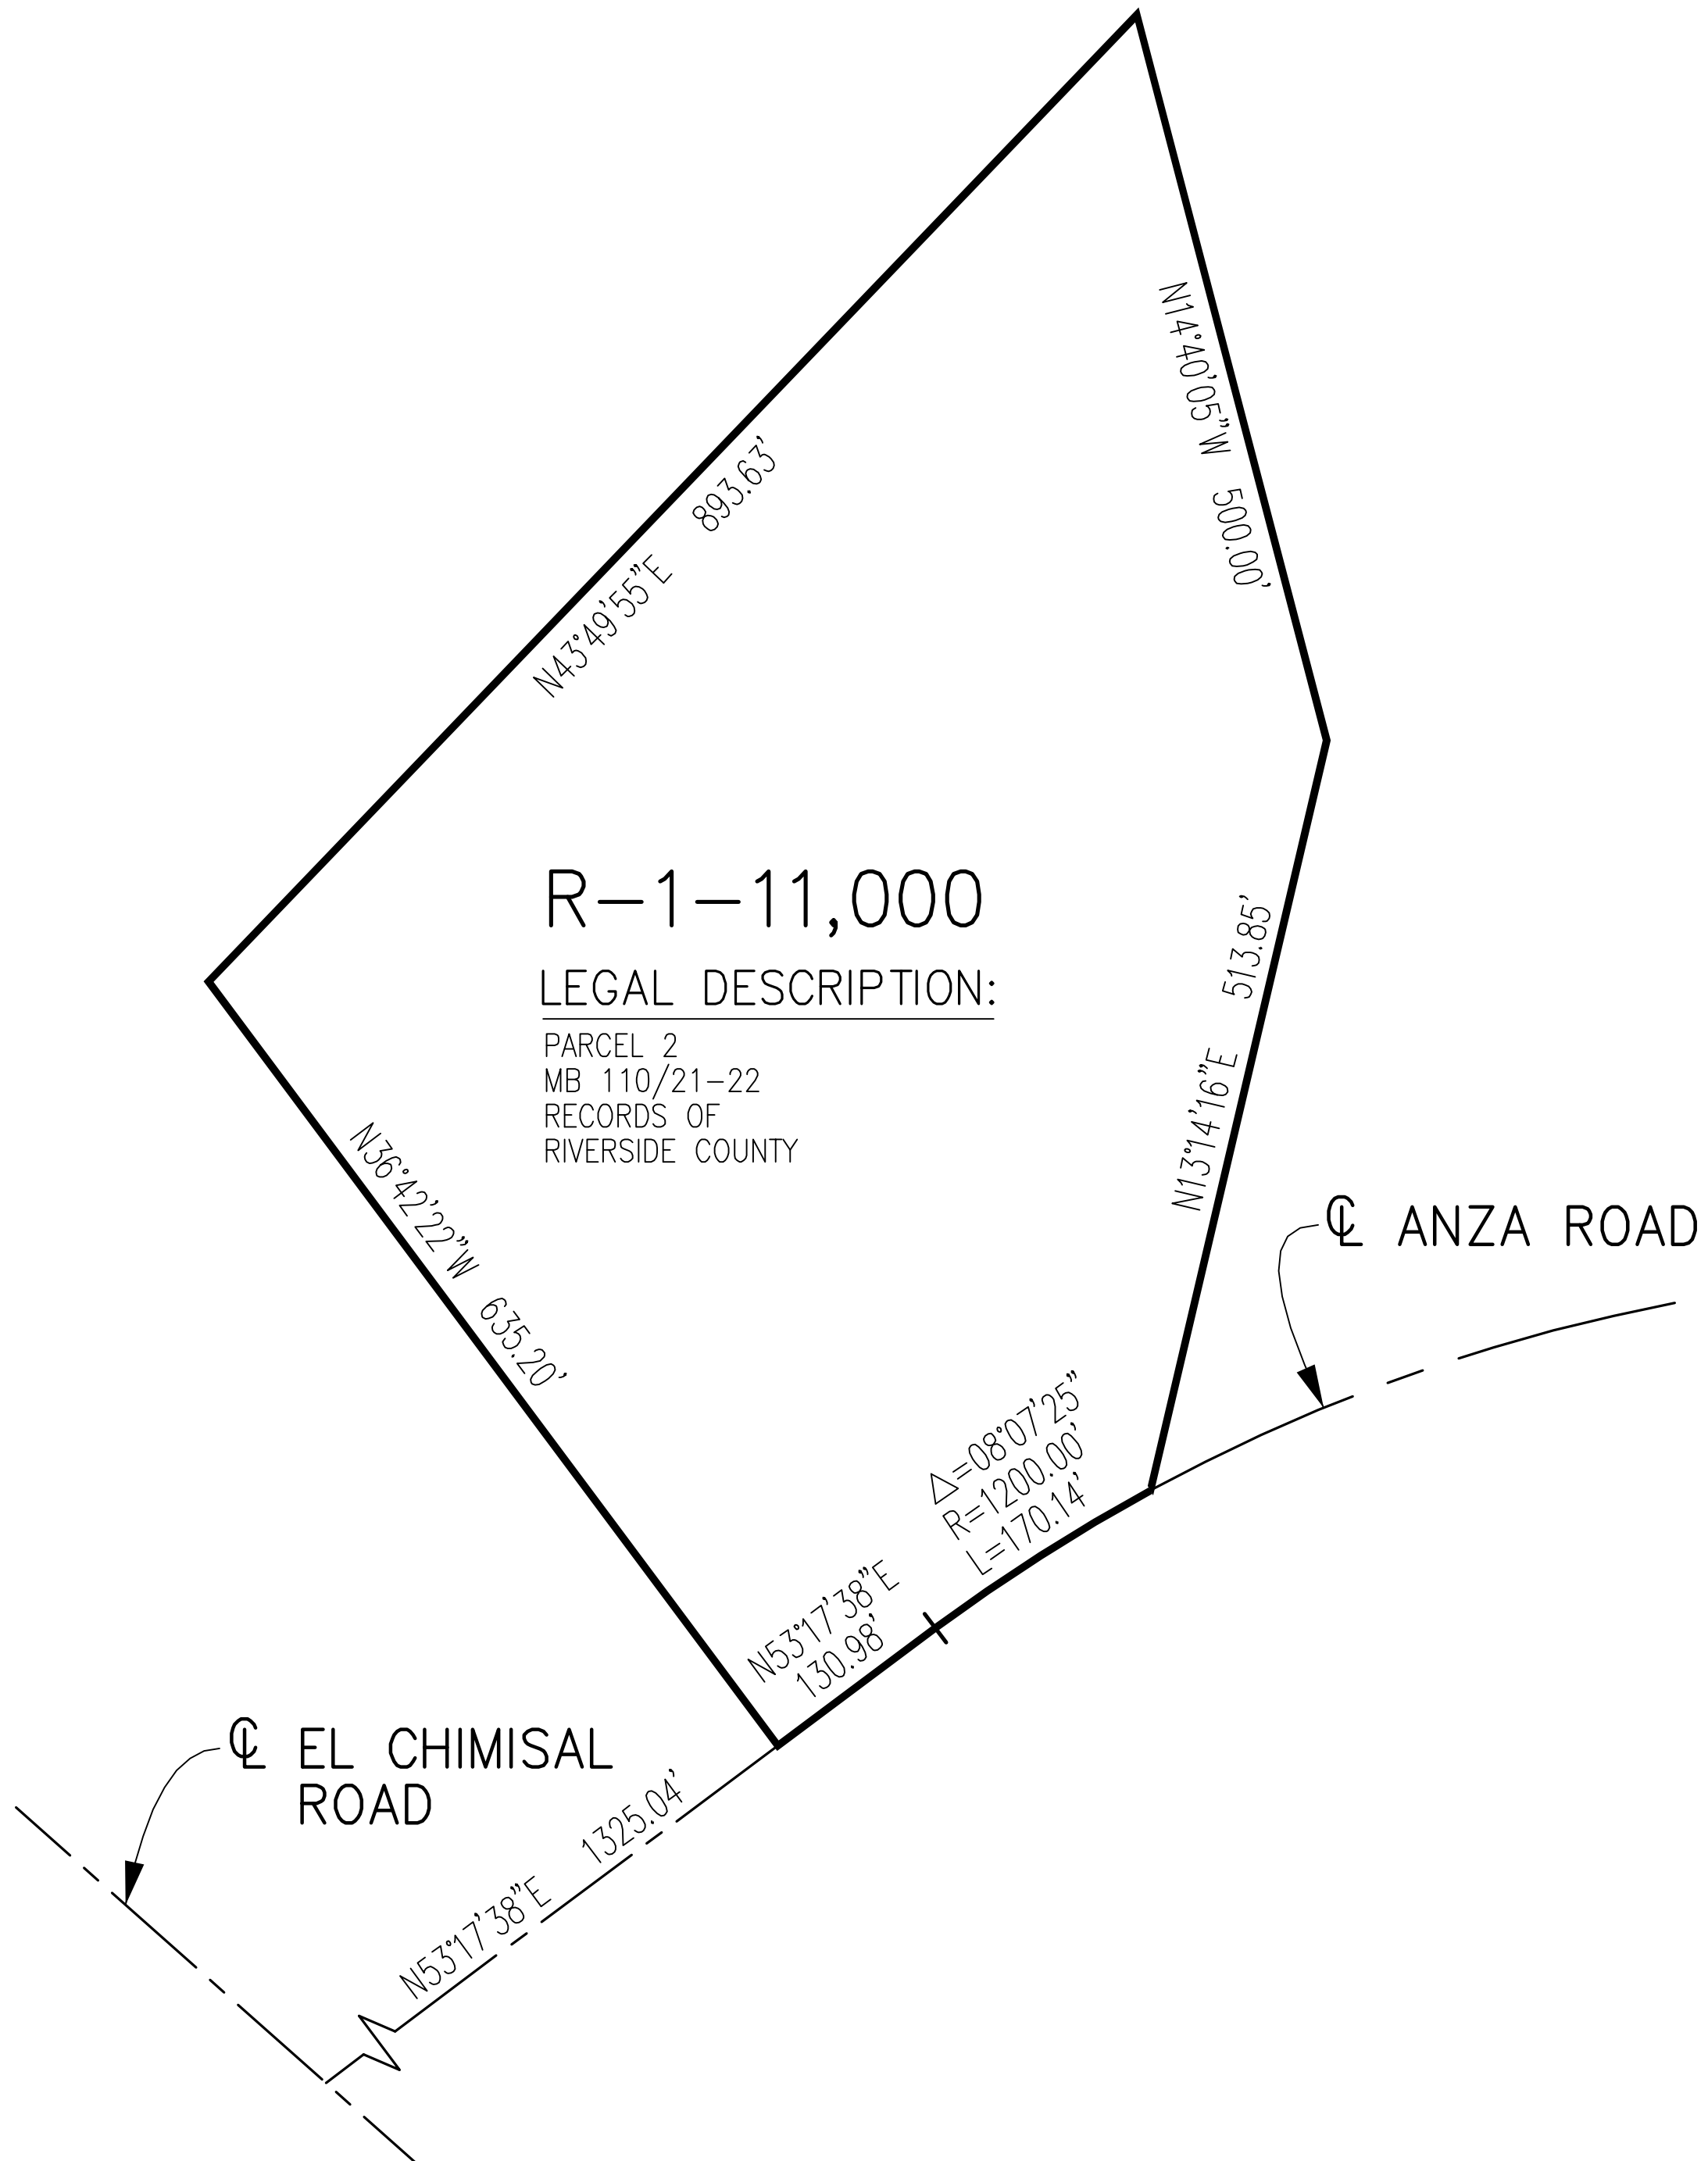 N14°40'05"W 500.00'
N43°49'55"E 893.63'
R-1-11,000
LEGAL DESCRIPTION:
PARCEL 2
MB 110/21-22
RECORDS OF
RIVERSIDE COUNTY
N13°14'16"E 513.85'
N36°42'22"W 635.20'
℄ ANZA ROAD
△=08°07'25"
R=1200.00'
L=170.14'
N53°17'38"E
130.98'
℄ EL CHIMISAL
ROAD
N53°17'38"E 1325.04'